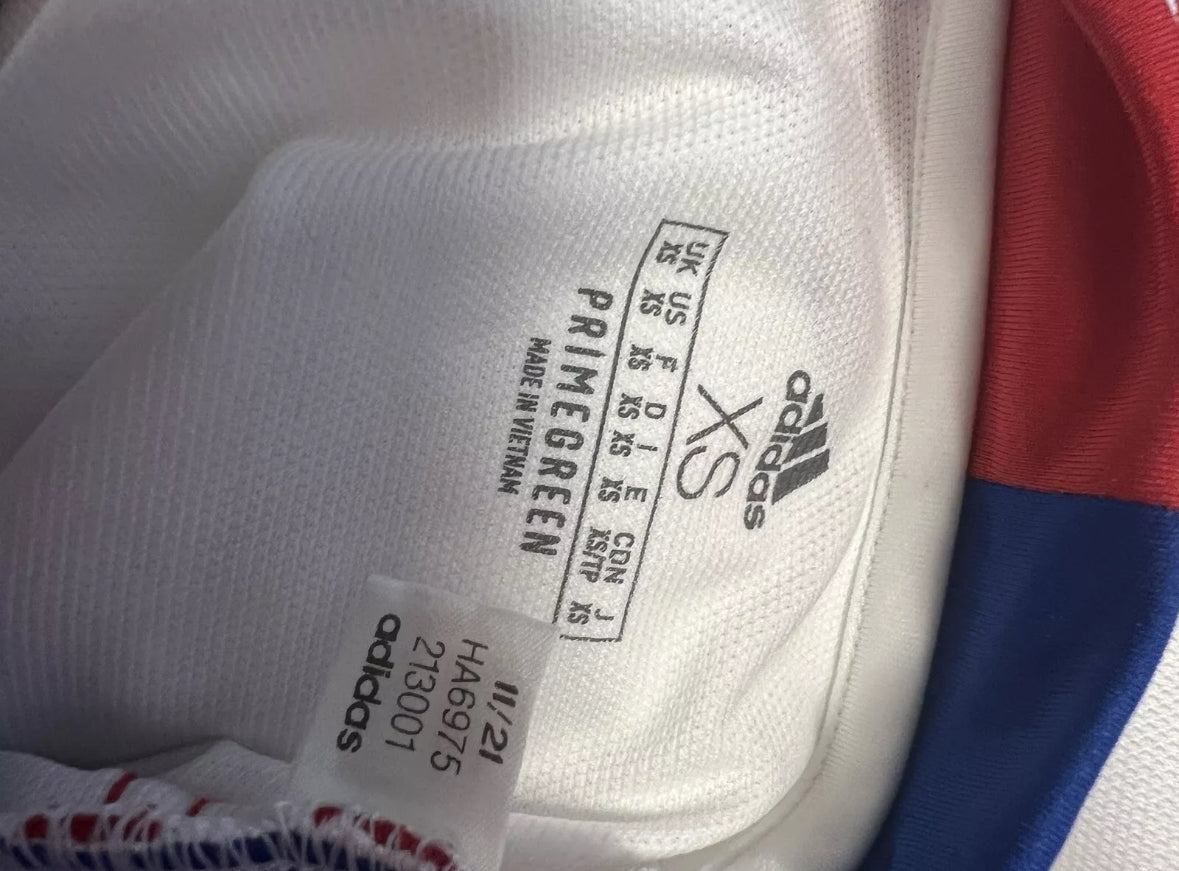 adidas
XS
UK US F D I E CDN J
XS XS XS XS XS XS XS/TP XS
PRIMEGREEN
MADE IN VIETNAM
11/21
HA6975
213001
adidas